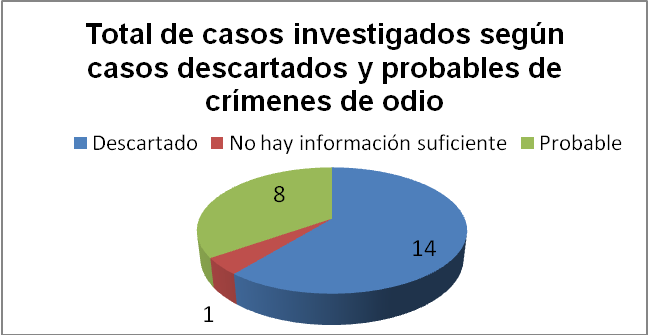 Total de casos investigados según
casos descartados y probables de
crímenes de odio
Descartado No hay información suficiente Probable
8
14
1